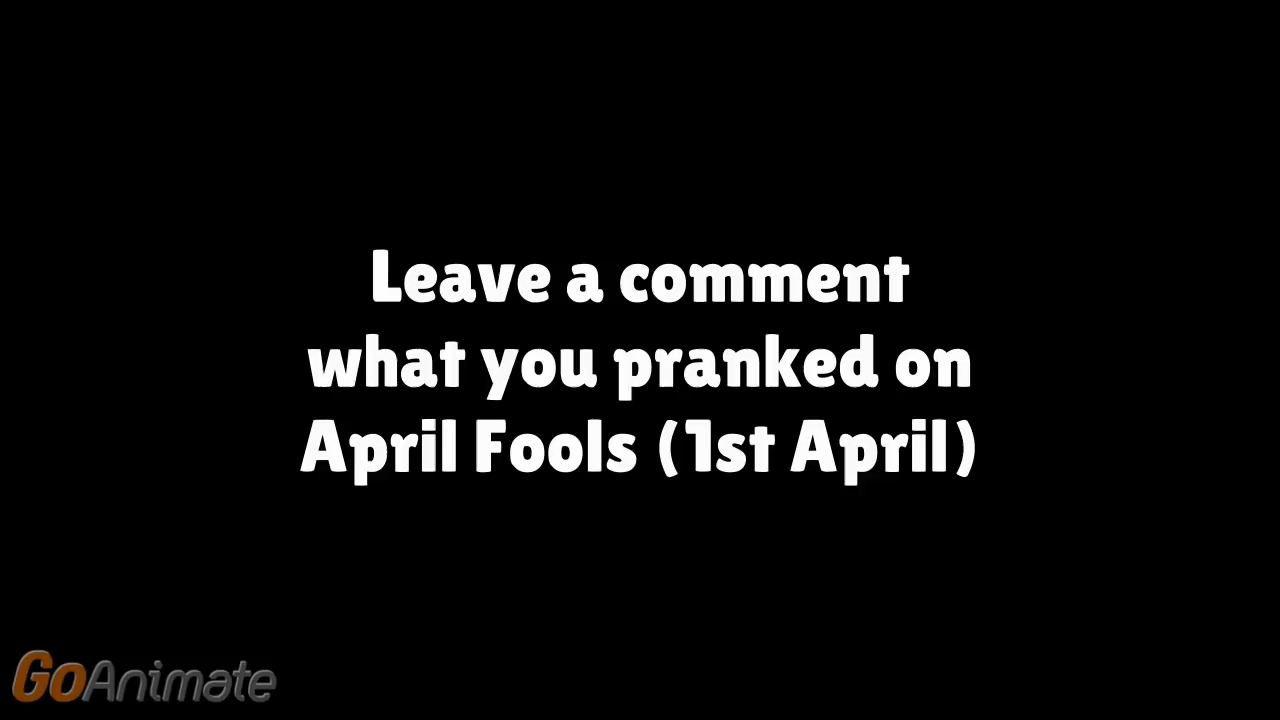 Leave a comment
what you pranked on
April Fools (1st April)
GoAnimate